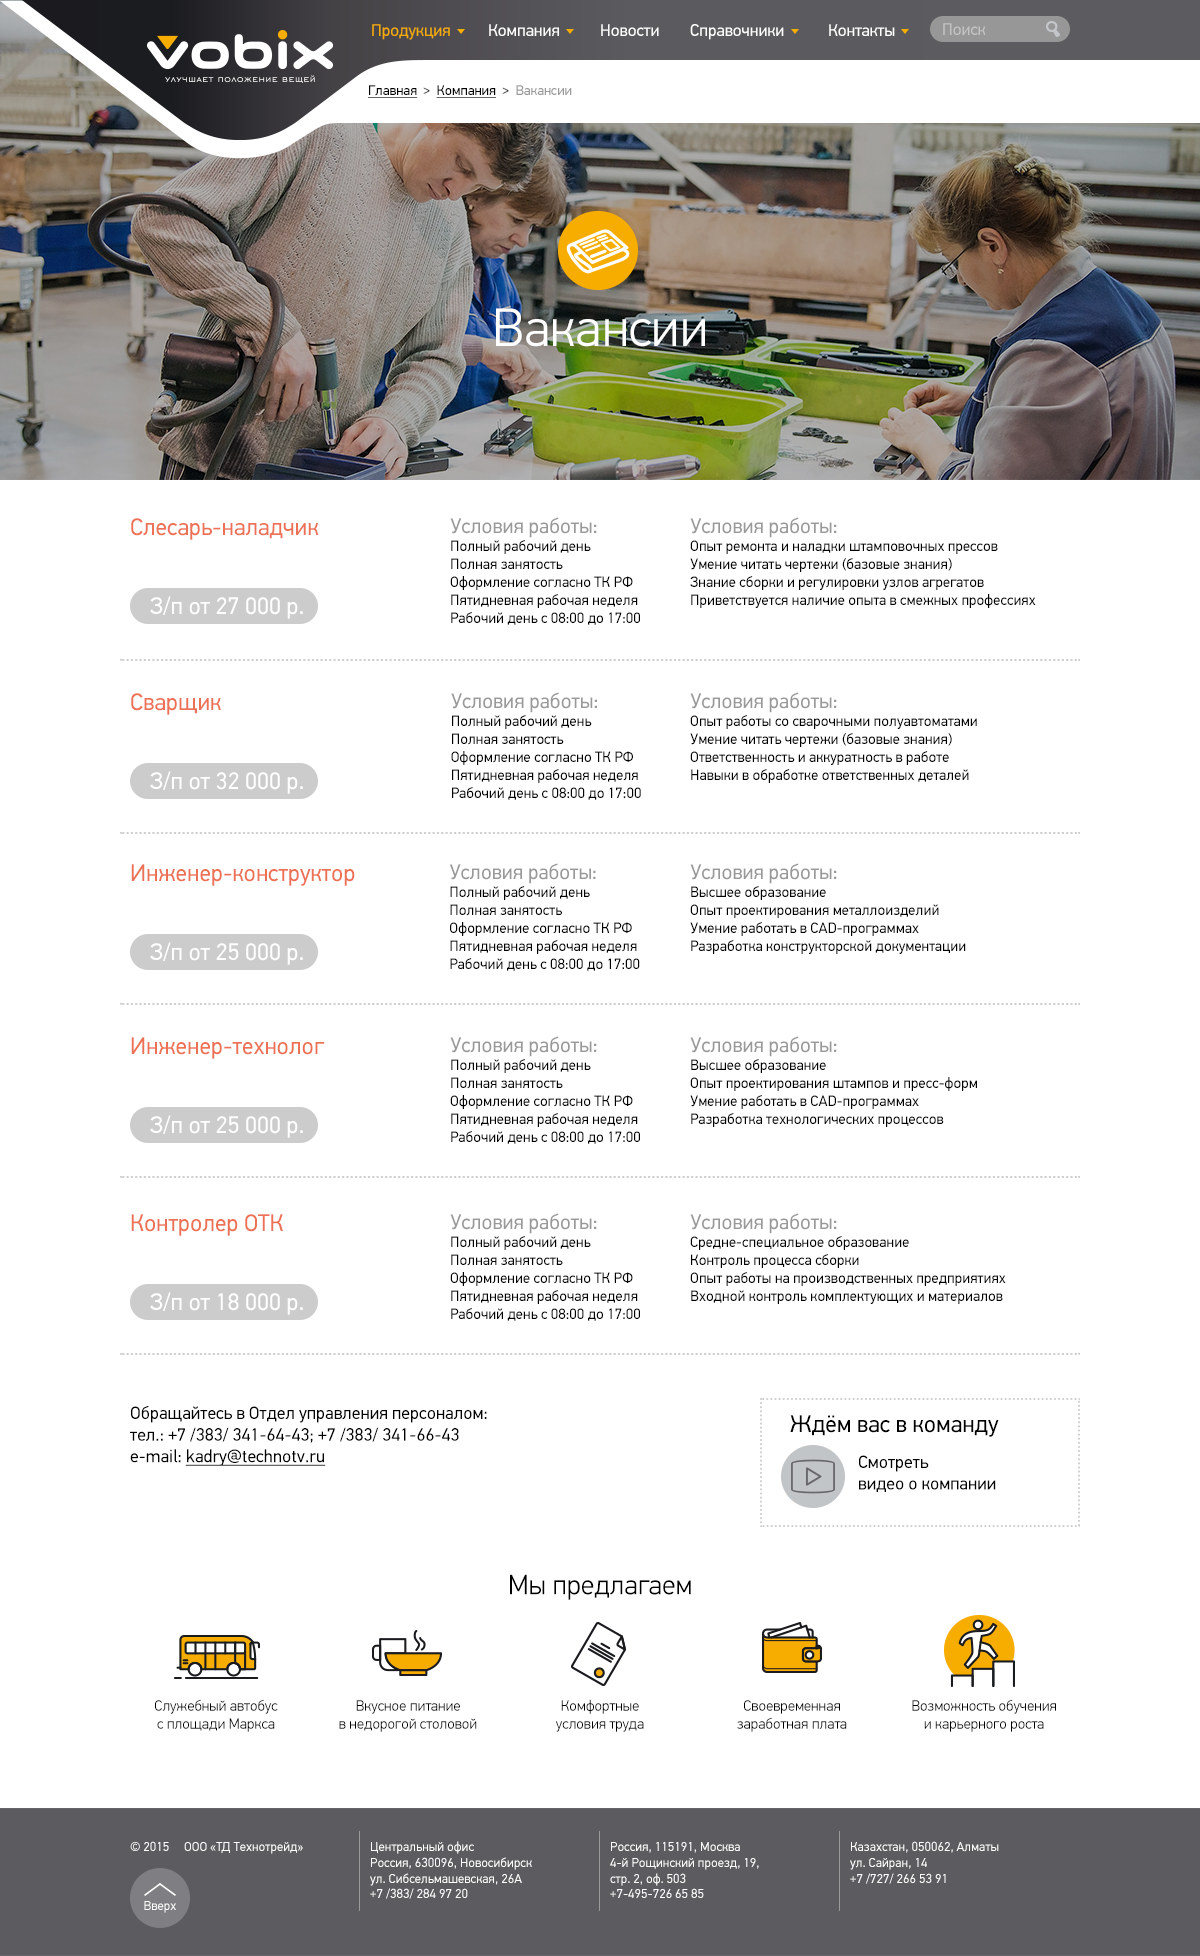 vobix
УЛУЧШАЕТ ПОЛОЖЕНИЕ ВЕЩЕЙ
Продукция Компания Новости Справочники Контакты Поиск
Главная > Компания > Вакансии
Вакансии
Слесарь-наладчик
З/п от 27 000 р.
Условия работы:
Полный рабочий день
Полная занятость
Оформление согласно ТК РФ
Пятидневная рабочая неделя
Рабочий день с 08:00 до 17:00
Условия работы:
Опыт ремонта и наладки штамповочных прессов
Умение читать чертежи (базовые знания)
Знание сборки и регулировки узлов агрегатов
Приветствуется наличие опыта в смежных профессиях
Сварщик
З/п от 32 000 р.
Условия работы:
Полный рабочий день
Полная занятость
Оформление согласно ТК РФ
Пятидневная рабочая неделя
Рабочий день с 08:00 до 17:00
Условия работы:
Опыт работы со сварочными полуавтоматами
Умение читать чертежи (базовые знания)
Ответственность и аккуратность в работе
Навыки в обработке ответственных деталей
Инженер-конструктор
З/п от 25 000 р.
Условия работы:
Полный рабочий день
Полная занятость
Оформление согласно ТК РФ
Пятидневная рабочая неделя
Рабочий день с 08:00 до 17:00
Условия работы:
Высшее образование
Опыт проектирования металлоизделий
Умение работать в CAD-программах
Разработка конструкторской документации
Инженер-технолог
З/п от 25 000 р.
Условия работы:
Полный рабочий день
Полная занятость
Оформление согласно ТК РФ
Пятидневная рабочая неделя
Рабочий день с 08:00 до 17:00
Условия работы:
Высшее образование
Опыт проектирования штампов и пресс-форм
Умение работать в CAD-программах
Разработка технологических процессов
Контролер ОТК
З/п от 18 000 р.
Условия работы:
Полный рабочий день
Полная занятость
Оформление согласно ТК РФ
Пятидневная рабочая неделя
Рабочий день с 08:00 до 17:00
Условия работы:
Средне-специальное образование
Контроль процесса сборки
Опыт работы на производственных предприятиях
Входной контроль комплектующих и материалов
Обращайтесь в Отдел управления персоналом:
тел.: +7 /383/ 341-64-43; +7 /383/ 341-66-43
e-mail: kadry@technotv.ru
Ждём вас в команду
Смотреть
видео о компании
Мы предлагаем
Служебный автобус
с площади Маркса
Вкусное питание
в недорогой столовой
Комфортные
условия труда
Своевременная
заработная плата
Возможность обучения
и карьерного роста
© 2015 ООО «ТД Технотрейд»
Вверх
Центральный офис
Россия, 630096, Новосибирск
ул. Сибсельмашевская, 26А
+7 /383/ 284 97 20
Россия, 115191, Москва
4-й Рощинский проезд, 19,
стр. 2, оф. 503
+7-495-726 65 85
Казахстан, 050062, Алматы
ул. Сайран, 14
+7 /727/ 266 53 91